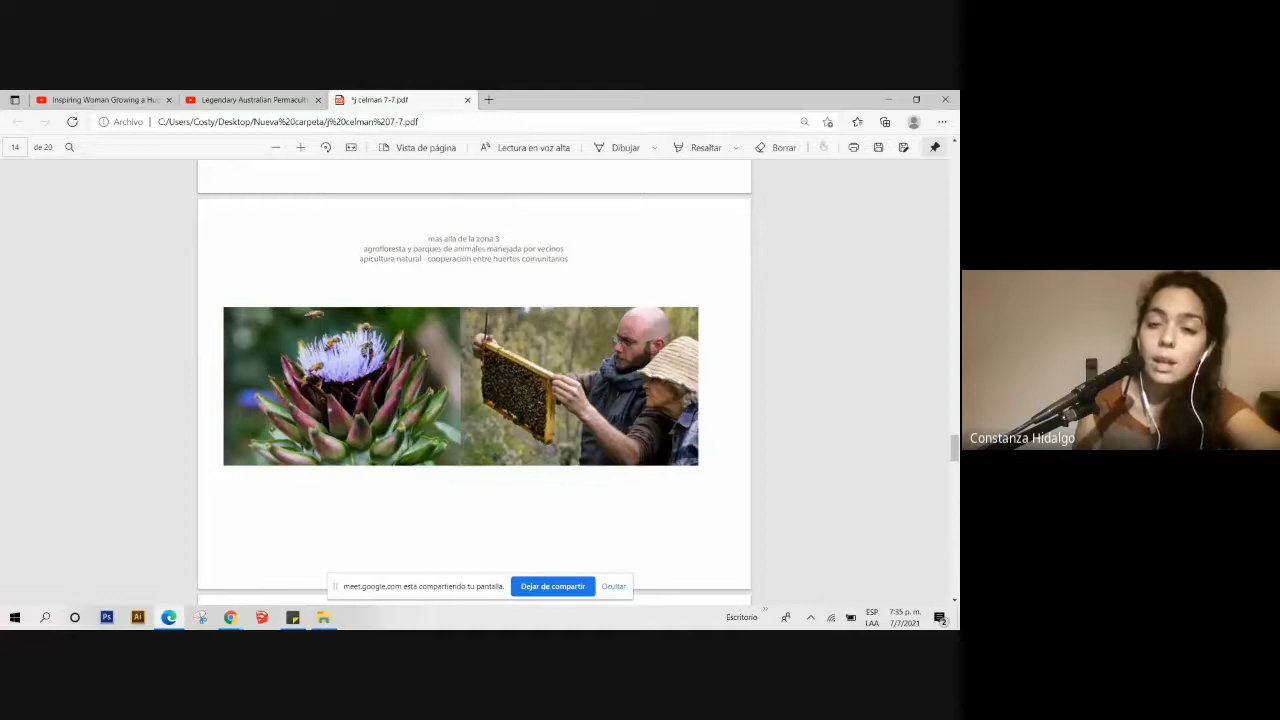 Inspiring Woman Growing a Hu
Legendary Australian Permacult
*j celman 7-7.pdf
Archivo
C:/Users/Costy/Desktop/Nueva%20carpeta/j%20celman%207-7.pdf
14 de 20
Vista de página
Lectura en voz alta
Dibujar
Resaltar
Borrar
mas alla de la zona 3
agrofloresta y parques de animales manejada por vecinos
apicultura natural - cooperación entre huertos comunitarios
Constanza Hidalgo
meet.google.com está compartiendo tu pantalla.
Dejar de compartir
Ocultar
Ps
Ai
Escritorio
ESP
LAA
7:35 p. m.
7/7/2021
2